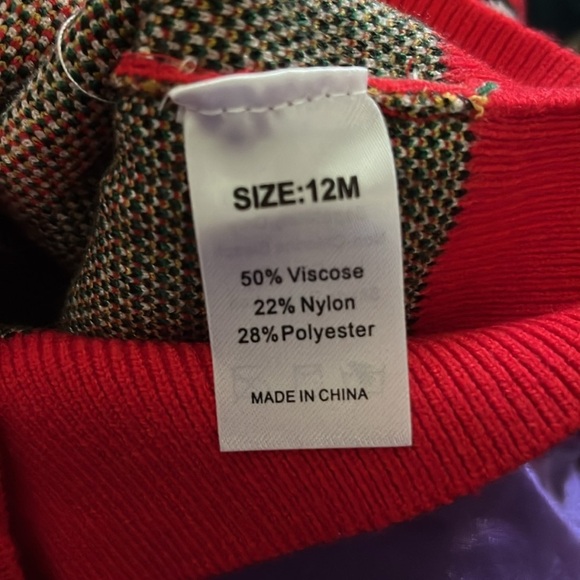 SIZE:12M
50% Viscose
22% Nylon
28%Polyester
MADE IN CHINA